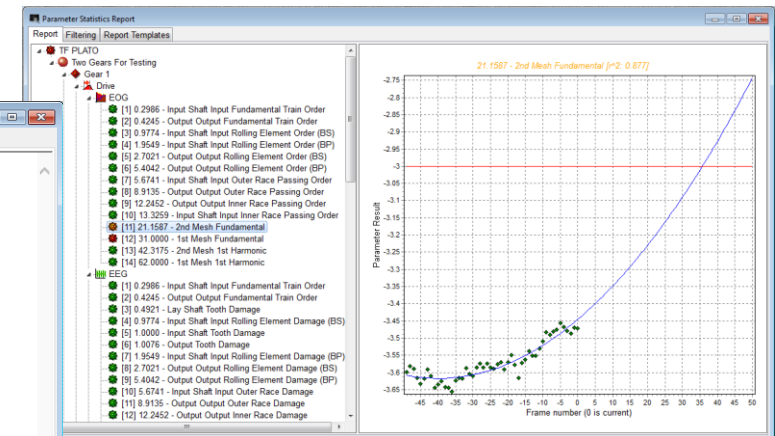 Parameter Statistics Report
Report Filtering Report Templates
TF PLATO
Two Gears For Testing
Gear 1
Drive
EOG
[1] 0.2986 - Input Shaft Input Fundamental Train Order
[2] 0.4245 - Output Output Fundamental Train Order
[3] 0.9774 - Input Shaft Input Rolling Element Order (BS)
[4] 1.9549 - Input Shaft Input Rolling Element Order (BP)
[5] 2.7021 - Output Output Rolling Element Order (BS)
[6] 5.4042 - Output Output Rolling Element Order (BP)
[7] 5.6741 - Input Shaft Input Outer Race Passing Order
[8] 8.9135 - Output Output Outer Race Passing Order
[9] 12.2452 - Output Output Inner Race Passing Order
[10] 13.3259 - Input Shaft Input Inner Race Passing Order
[11] 21.1587 - 2nd Mesh Fundamental
[12] 31.0000 - 1st Mesh Fundamental
[13] 42.3175 - 2nd Mesh 1st Harmonic
[14] 62.0000 - 1st Mesh 1st Harmonic
EEG
[1] 0.2986 - Input Shaft Input Fundamental Train Order
[2] 0.4245 - Output Output Fundamental Train Order
[3] 0.4921 - Lay Shaft Tooth Damage
[4] 0.9774 - Input Shaft Input Rolling Element Damage (BS)
[5] 1.0000 - Input Shaft Tooth Damage
[6] 1.0076 - Output Tooth Damage
[7] 1.9549 - Input Shaft Input Rolling Element Damage (BP)
[8] 2.7021 - Output Output Rolling Element Damage (BS)
[9] 5.4042 - Output Output Rolling Element Damage (BP)
[10] 5.6741 - Input Shaft Input Outer Race Damage
[11] 8.9135 - Output Output Outer Race Damage
[12] 12.2452 - Output Output Inner Race Damage
21.1587 - 2nd Mesh Fundamental [r^2: 0.877]
Parameter Result
-2.75
-2.8
-2.85
-2.9
-2.95
-3
-3.05
-3.1
-3.15
-3.2
-3.25
-3.3
-3.35
-3.4
-3.45
-3.5
-3.55
-3.6
-3.65
-45 -40 -35 -30 -25 -20 -15 -10 -5 0 5 10 15 20 25 30 35 40 45 50
Frame number (0 is current)